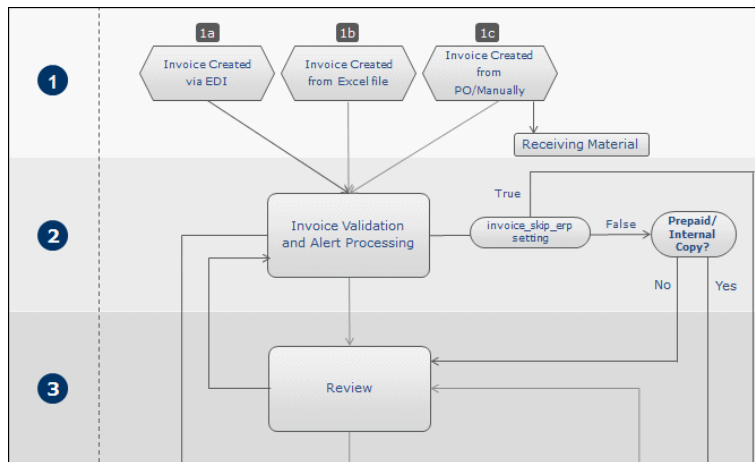 1a
1b
1c
Invoice Created
via EDI
Invoice Created
from Excel file
Invoice Created
from
PO/Manually
1
Receiving Material
True
2
Invoice Validation
and Alert Processing
invoice_skip_erp
setting
False
Prepaid/
Internal
Copy?
No
Yes
3
Review